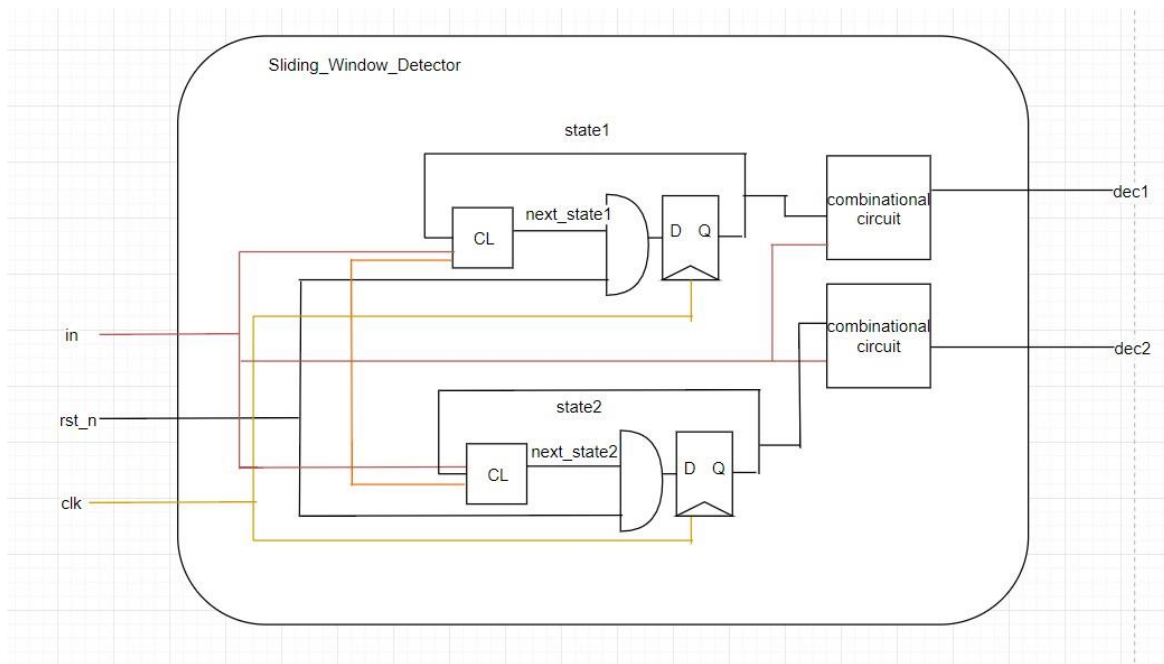 Sliding_Window_Detector
state1
next_state1
CL
D Q
combinational
circuit
dec1
in
combinational
circuit
dec2
rst_n
state2
next_state2
CL
D Q
clk